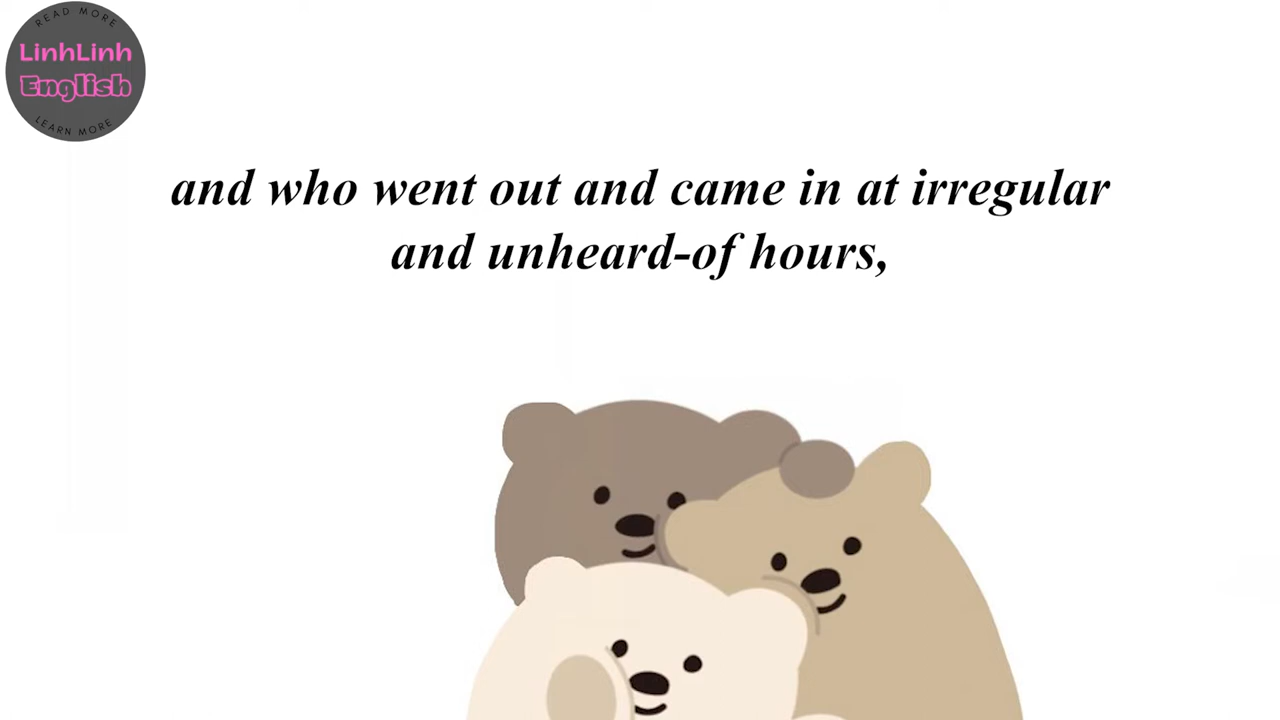 READ MORE
LinhLinh
English
LEARN MORE
and who went out and came in at irregular
and unheard-of hours,